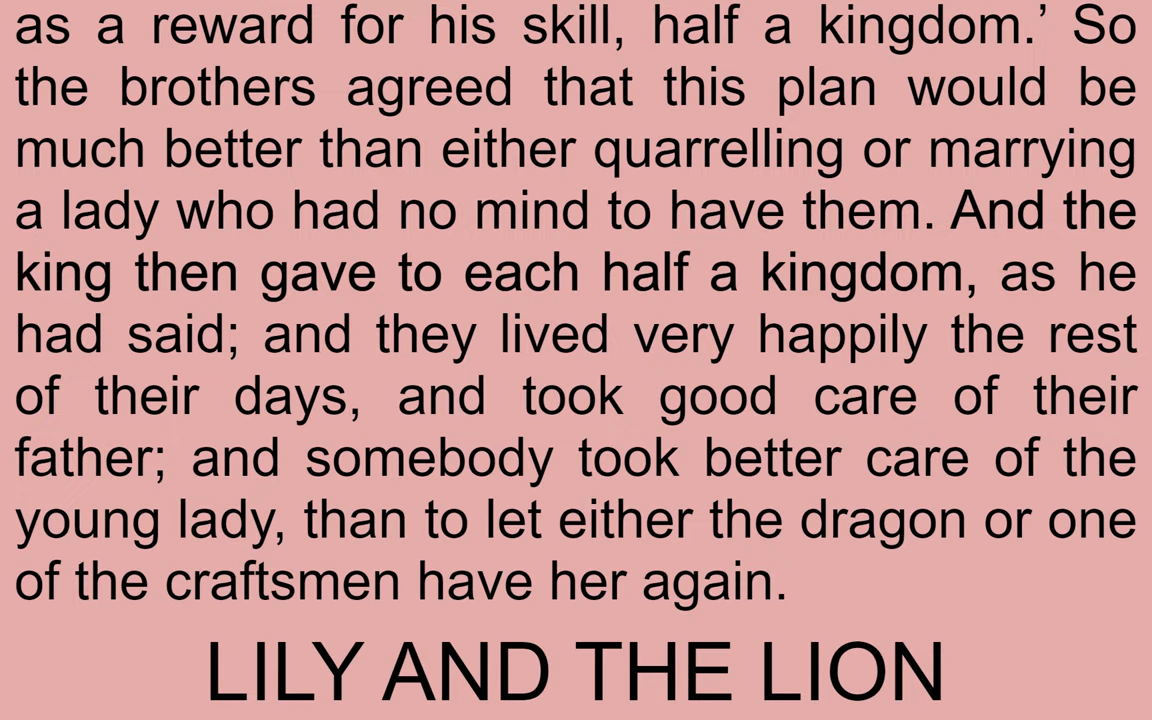 as a reward for his skill, half a kingdom.’ So
the brothers agreed that this plan would be
much better than either quarrelling or marrying
a lady who had no mind to have them. And the
king then gave to each half a kingdom, as he
had said; and they lived very happily the rest
of their days, and took good care of their
father; and somebody took better care of the
young lady, than to let either the dragon or one
of the craftsmen have her again.
LILY AND THE LION